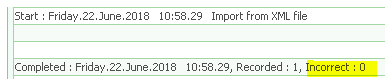 Start : Friday.22.June.2018 10:58.29 Import from XML file
Completed : Friday.22.June.2018 10:58.29, Recorded : 1, Incorrect : 0